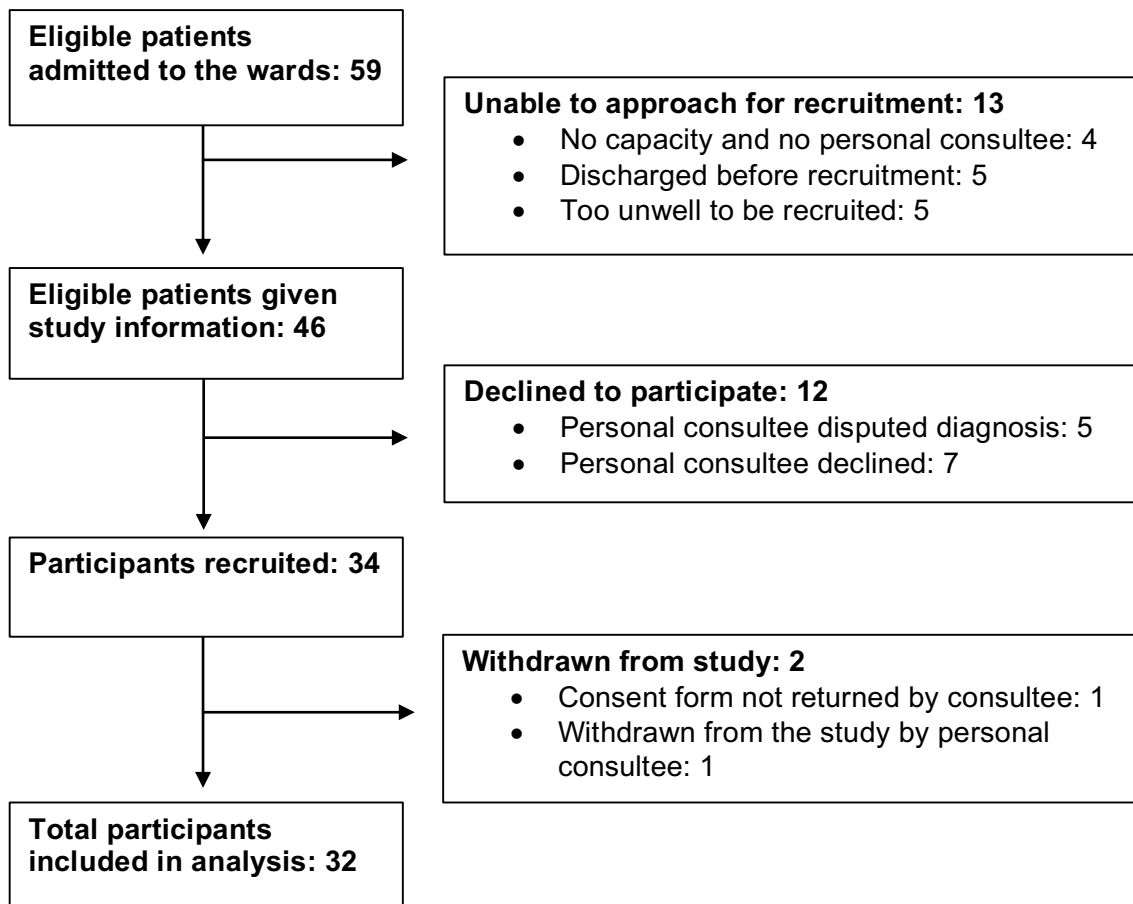 Eligible patients
admitted to the wards: 59
Unable to approach for recruitment: 13
• No capacity and no personal consultee: 4
• Discharged before recruitment: 5
• Too unwell to be recruited: 5
Eligible patients given
study information: 46
Declined to participate: 12
• Personal consultee disputed diagnosis: 5
• Personal consultee declined: 7
Participants recruited: 34
Withdrawn from study: 2
• Consent form not returned by consultee: 1
• Withdrawn from the study by personal
consultee: 1
Total participants
included in analysis: 32